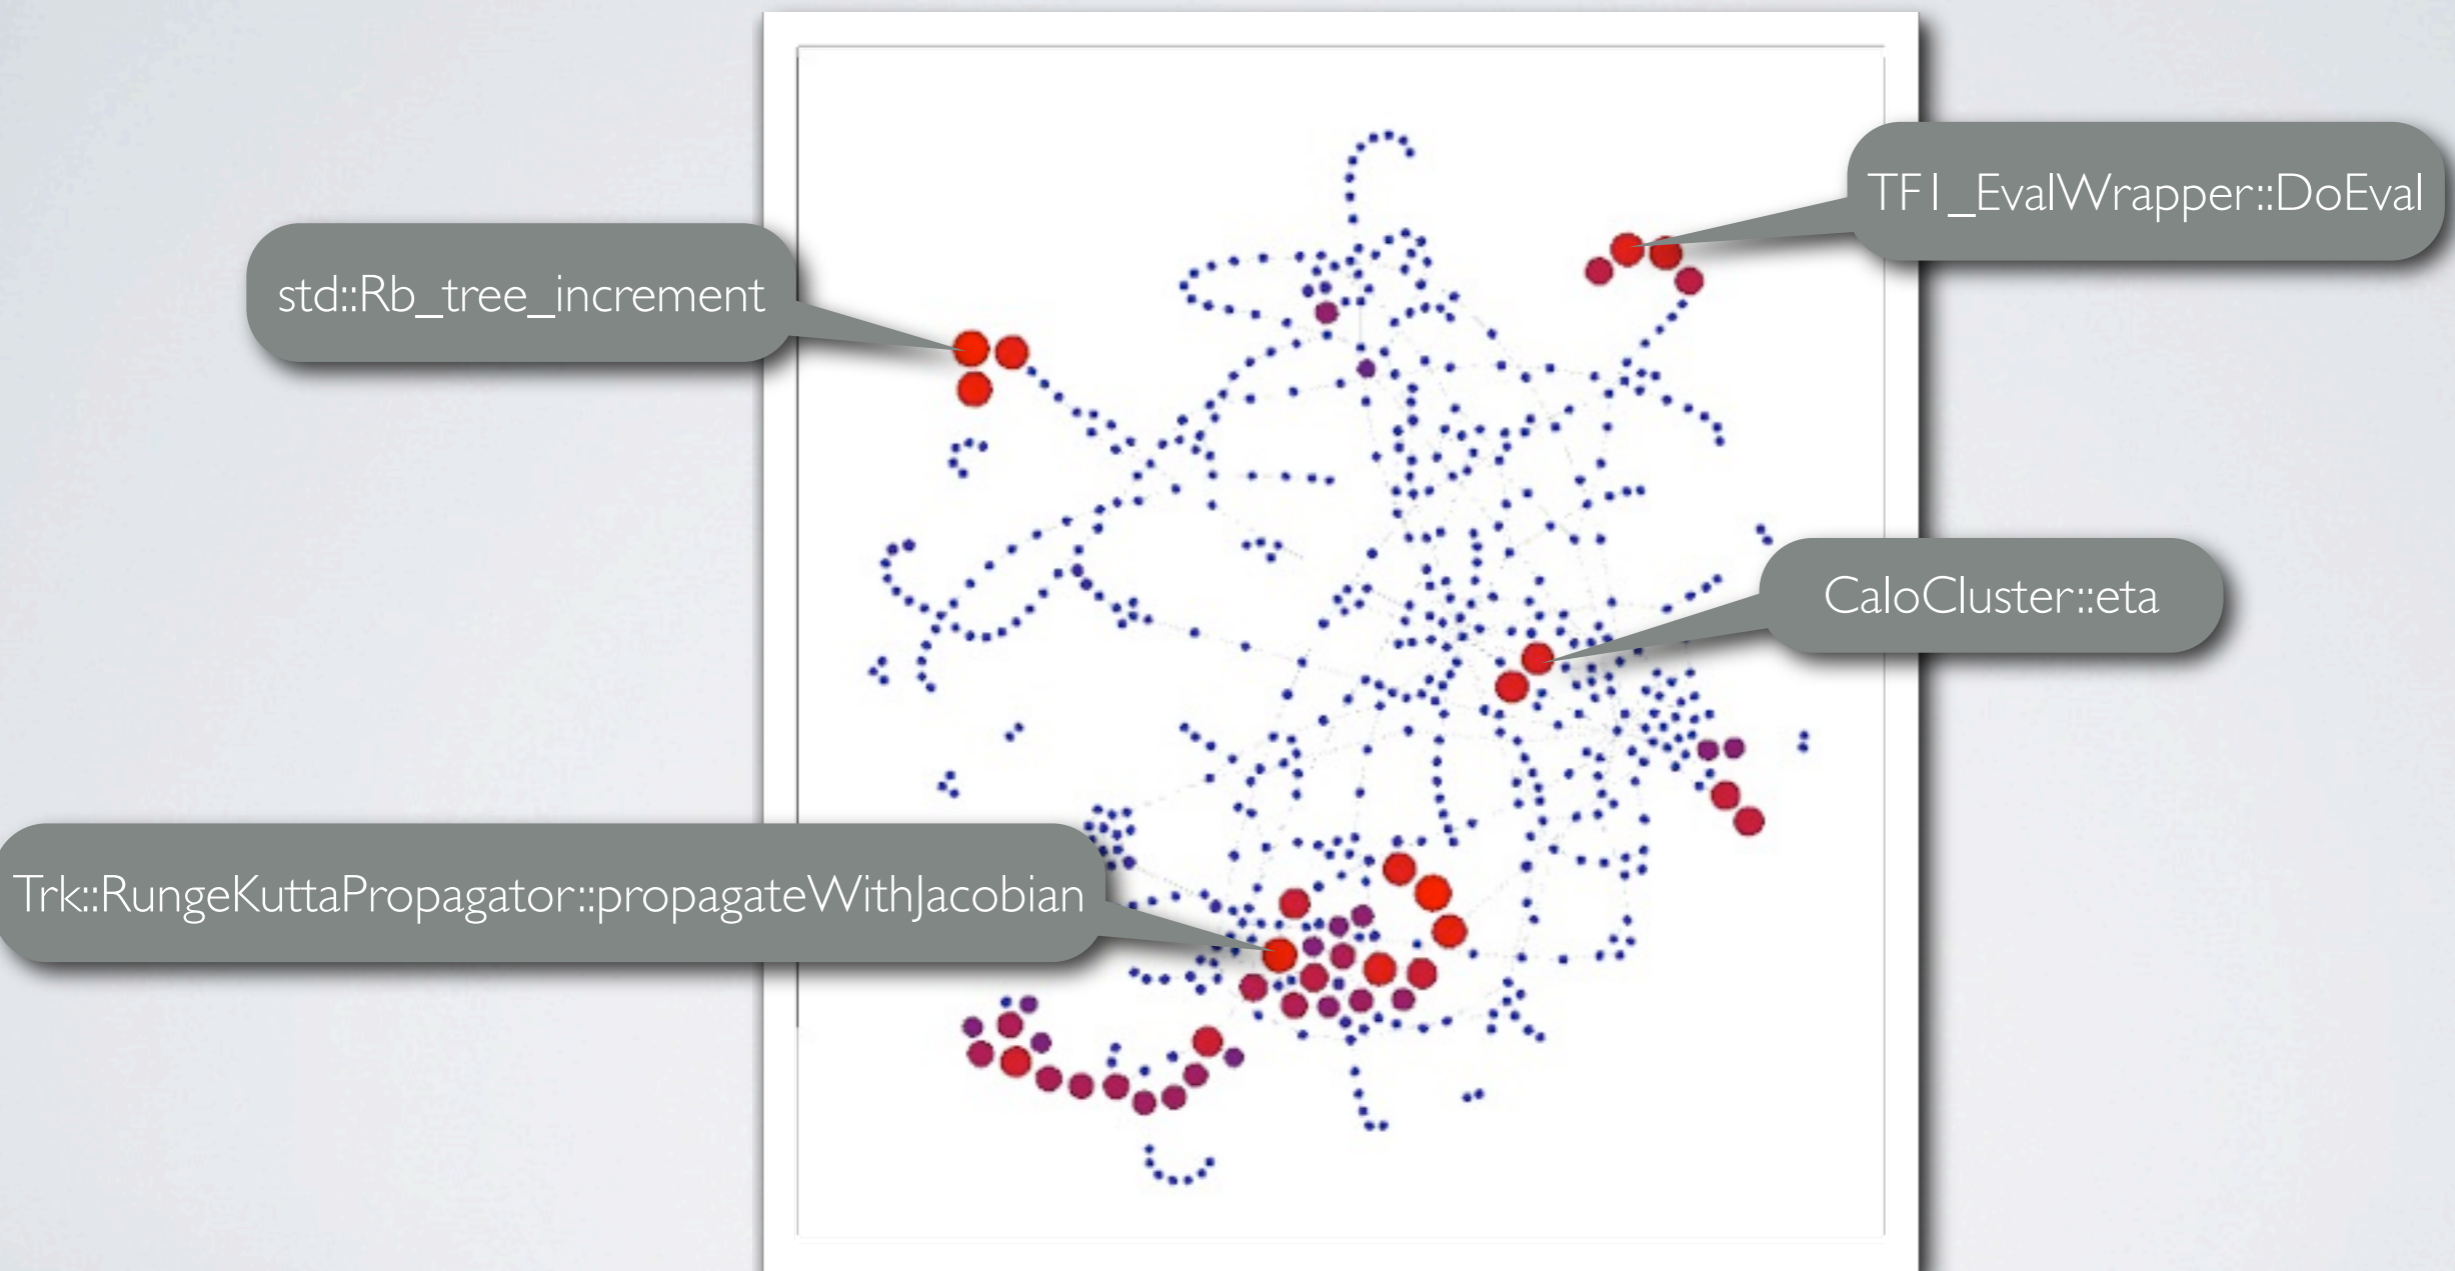 TF1_EvalWrapper::DoEval
std::Rb_tree_increment
CaloCluster::eta
Trk::RungeKuttaPropagator::propagateWithJacobian